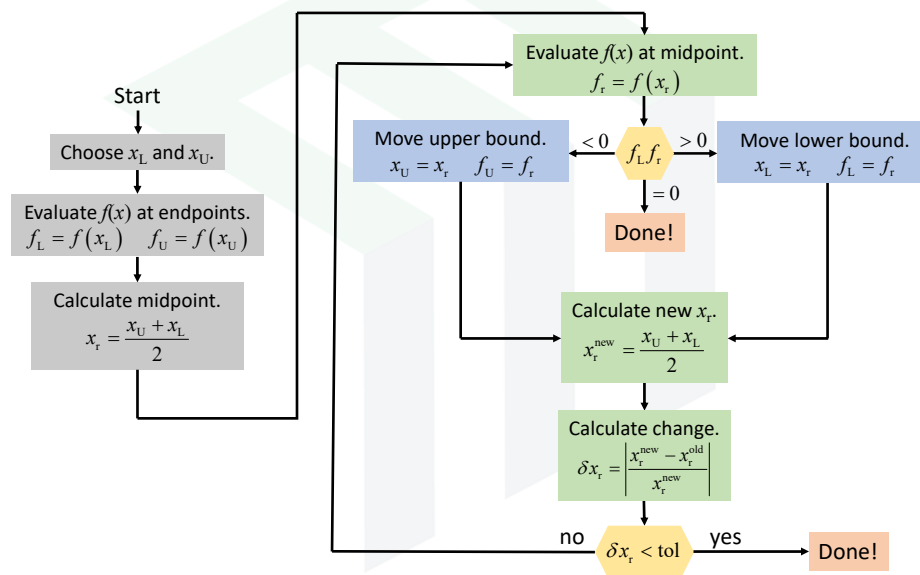 Start
Choose x_L and x_U.
Evaluate f(x) at endpoints.
f_L = f(x_L)   f_U = f(x_U)
Calculate midpoint.
x_r = (x_U + x_L) / 2
Evaluate f(x) at midpoint.
f_r = f(x_r)
f_L f_r
< 0
> 0
= 0
Move upper bound.
x_U = x_r   f_U = f_r
Move lower bound.
x_L = x_r   f_L = f_r
Done!
Calculate new x_r.
x_r^new = (x_U + x_L) / 2
Calculate change.
δx_r = |(x_r^new − x_r^old) / x_r^new|
δx_r < tol
no
yes
Done!